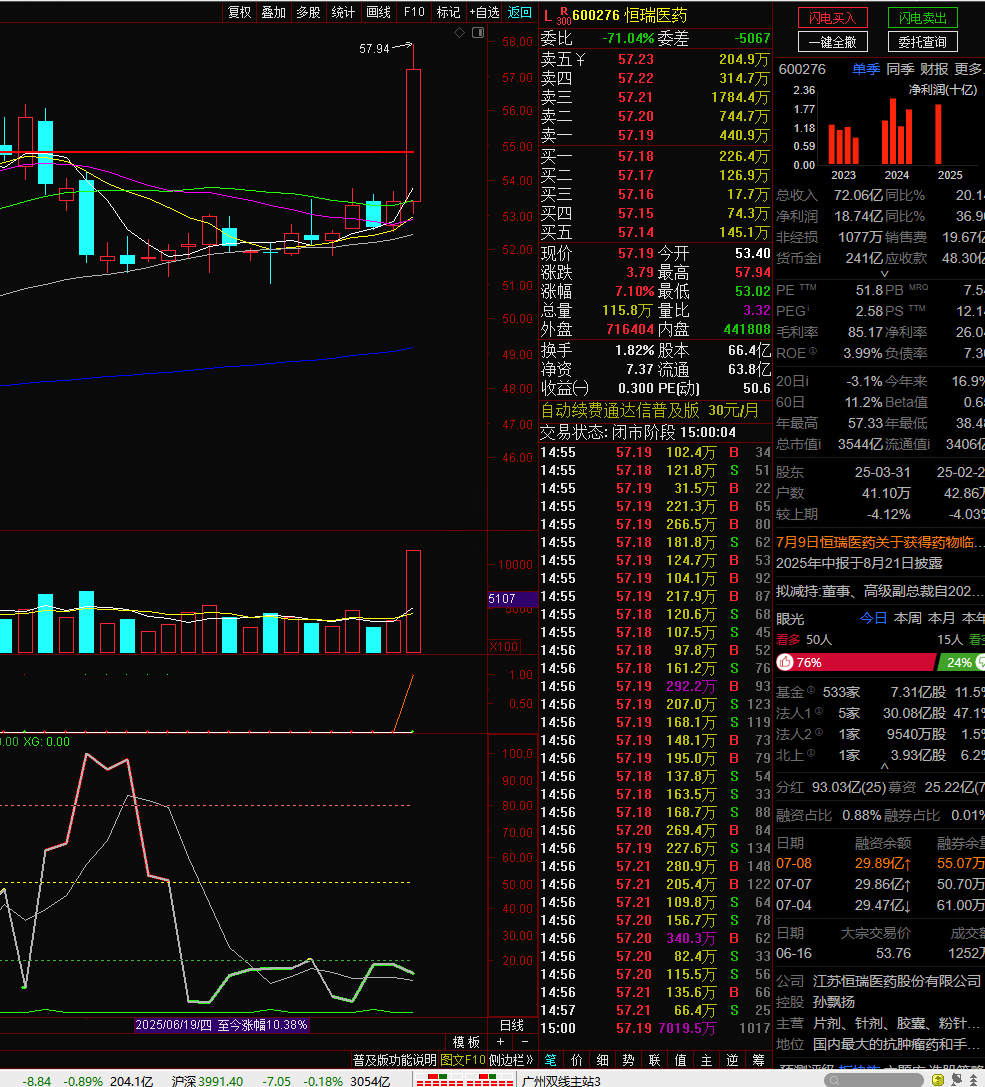 复权 叠加 多股 统计 画线 F10 标记 +自选 返回
57.94
58.00
57.00
56.00
55.00
54.00
53.00
52.00
51.00
50.00
49.00
48.00
47.00
46.00
10000
5107
X100
1.00
0.50
0.00 XG: 0.00
100.0
90.00
80.00
70.00
60.00
50.00
40.00
30.00
20.00
2025/06/19/四 至今涨幅10.38%
日线
模板 + -
普及版功能说明 图文F10 侧边栏»
L R 300 600276 恒瑞医药
委比 -71.04% 委差 -5067
卖五 ¥ 57.23 204.9万
卖四 57.22 314.7万
卖三 57.21 1784.4万
卖二 57.20 744.7万
卖一 57.19 440.9万
买一 57.18 226.4万
买二 57.17 126.9万
买三 57.16 17.7万
买四 57.15 74.3万
买五 57.14 145.1万
现价 57.19 今开 53.40
涨跌 3.79 最高 57.94
涨幅 7.10% 最低 53.02
总量 115.8万 量比 3.32
外盘 716404 内盘 441808
换手 1.82% 股本 66.4亿
净资 7.37 流通 63.8亿
收益㈠ 0.300 PE(动) 50.6
自动续费通达信普及版 30元/月
交易状态: 闭市阶段 15:00:04
14:55 57.19 102.4万 B 34
14:55 57.18 121.8万 S 51
14:55 57.19 31.5万 B 22
14:55 57.19 221.3万 B 65
14:55 57.19 266.5万 B 80
14:55 57.18 181.8万 S 62
14:55 57.19 124.7万 B 53
14:55 57.19 104.1万 B 92
14:55 57.19 217.9万 B 87
14:55 57.18 120.6万 S 68
14:55 57.18 107.5万 S 45
14:56 57.19 97.8万 B 52
14:56 57.18 161.2万 S 76
14:56 57.19 292.2万 B 93
14:56 57.19 207.0万 S 123
14:56 57.19 168.1万 S 119
14:56 57.19 148.1万 B 73
14:56 57.19 195.0万 B 79
14:56 57.18 137.8万 S 54
14:56 57.18 163.5万 S 33
14:56 57.18 168.7万 S 88
14:56 57.20 269.4万 B 84
14:56 57.19 227.6万 S 134
14:56 57.21 280.9万 B 148
14:56 57.21 205.4万 B 122
14:56 57.21 109.8万 S 64
14:56 57.20 156.7万 S 78
14:56 57.20 340.3万 B 62
14:56 57.20 82.4万 S 33
14:56 57.20 115.5万 S 56
14:56 57.21 135.6万 B 66
14:57 57.21 66.4万 S 25
15:00 57.19 7019.5万 1017
笔 价 细 势 联 值 主 逆 筹
闪电买入 闪电卖出
一键全撤 委托查询
600276 单季 同季 财报 更多
净利润(十亿)
2.36
1.77
1.18
0.59
0.00
2023 2024 2025
总收入 72.06亿 同比% 20.14
净利润 18.74亿 同比% 36.90
非经损 1077万 销售费 19.67亿
货币金i 241亿 应收款 48.30亿
PE TTM 51.8 PB MRQ 7.54
PEG i 2.58 PS TTM 12.14
毛利率 85.17 净利率 26.04
ROE 3.99% 负债率 7.30
20日i -3.1% 今年来 16.9%
60日 11.2% Beta值 0.6
年最高 57.33 年最低 38.4
总市值i 3544亿 流通值i 3406亿
股东 25-03-31 25-02-2
户数 41.10万 42.86万
较上期 -4.12% -4.03%
7月9日恒瑞医药关于获得药物临...
2025年中报于8月21日披露
拟减持:董事、高级副总裁自202...
眼光 今日 本周 本月 本年
看多 50人 15人 看空
76% 24%
基金 533家 7.31亿股 11.5%
法人1 5家 30.08亿股 47.1%
法人2 1家 9540万股 1.5%
北上 1家 3.93亿股 6.2%
分红 93.03亿(25) 募资 25.22亿(7
融资占比 0.88% 融券占比 0.01%
日期 融资余额 融券余量
07-08 29.89亿↑ 55.07万
07-07 29.86亿↑ 50.70万
07-04 29.47亿↓ 61.00万
日期 大宗交易价 成交额
06-16 53.76 1252万
公司 江苏恒瑞医药股份有限公司
控股 孙飘扬
主营 片剂、针剂、胶囊、粉针...
地位 国内最大的抗肿瘤药和手...
-8.84 -0.89% 204.1亿 沪深 3991.40 -7.05 -0.18% 3054亿 广州双线主站3